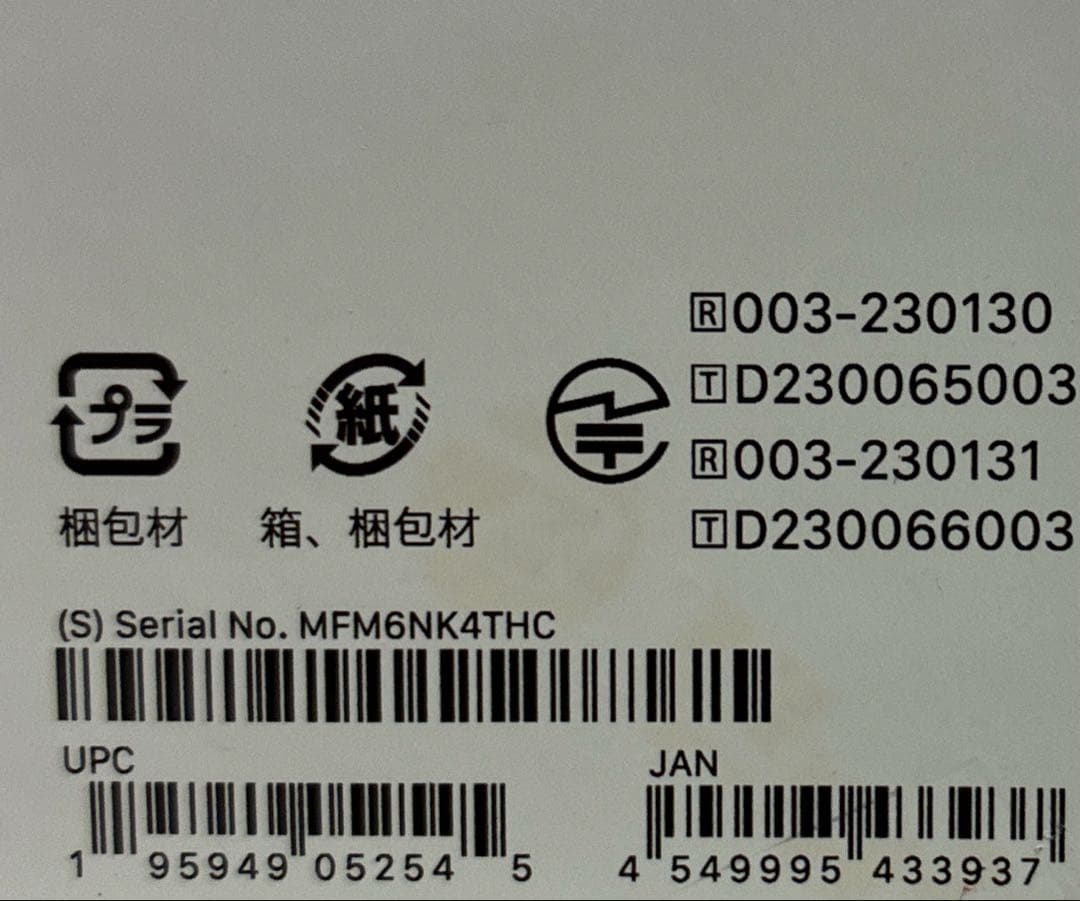 R003-230130
TD230065003
R003-230131
TD230066003
プラ
紙
梱包材
箱、梱包材
(S) Serial No. MFM6NK4THC
UPC
JAN
1 95949 05254 5
4 549995 433937